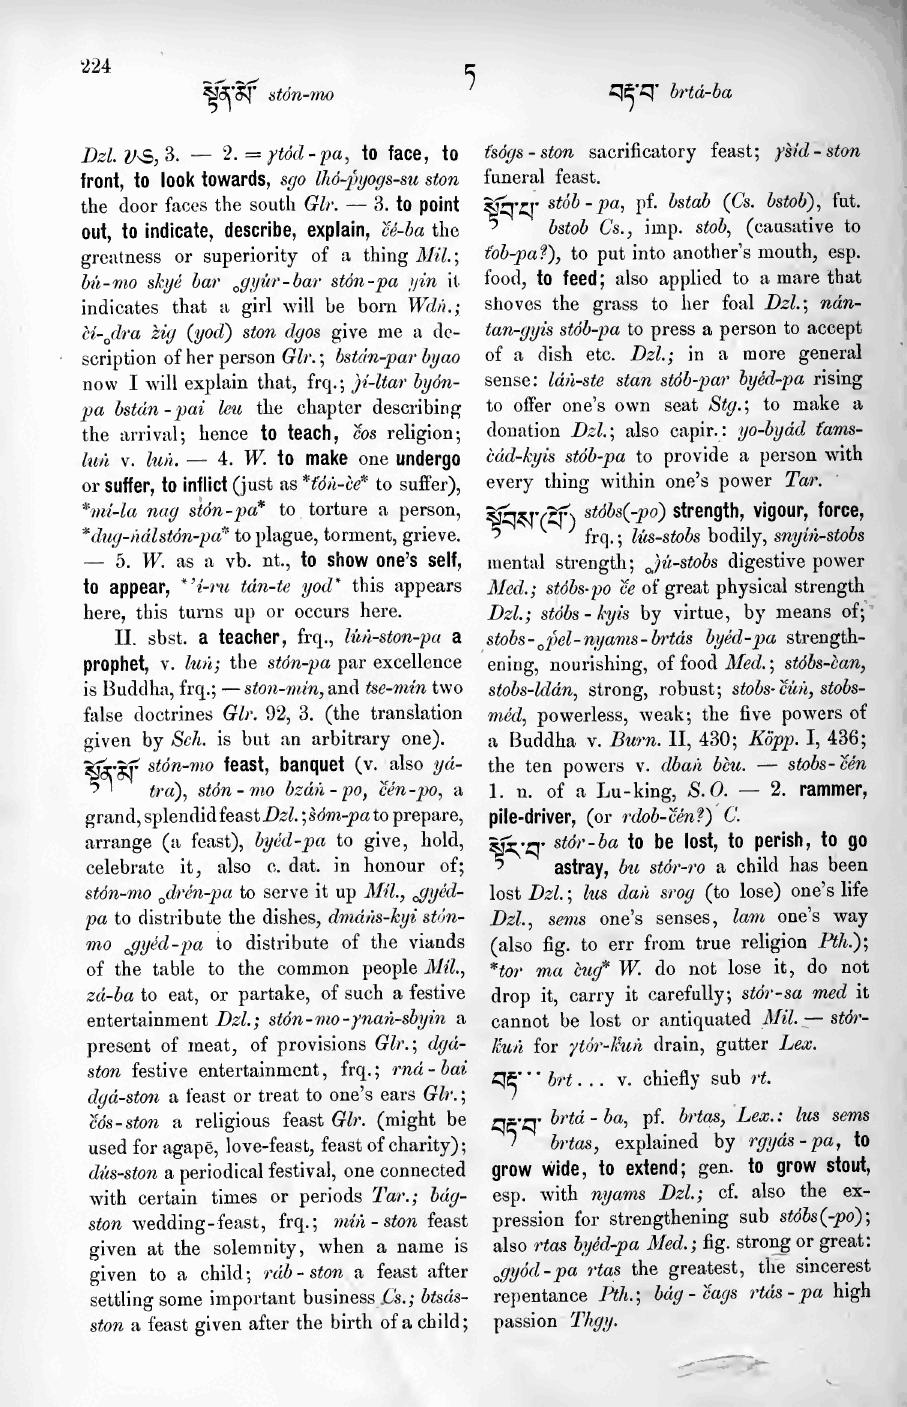 224
ཏ
སྟོན་མོ་ stón-mo
བརྟ་བ་ brtá-ba
Dzl. 3. — 2. = γtód-pa, to face, to
front, to look towards, sgo lhó-p̔yogs-su ston
the door faces the south Glr. — 3. to point
out, to indicate, describe, explain, c̔é-ba the
greatness or superiority of a thing Mil.;
bú-mo skyé bar ₒgyúr-bar stón-pa yin it
indicates that a girl will be born Wdṅ.;
c̀i-ₒdra z̀ig (yod) ston dgos give me a de-
scription of her person Glr.; bstán-par byao
now I will explain that, frq.; ǰi-ltar byón-
pa bstán-pai leu the chapter describing
the arrival; hence to teach, c̔os religion;
luṅ v. luṅ. — 4. W. to make one undergo
or suffer, to inflict (just as *t̔óṅ-c̀e* to suffer),
*mi-la nag stón-pa* to torture a person,
*dug-ṅál stón-pa* to plague, torment, grieve.
— 5. W. as a vb. nt., to show one's self,
to appear, *ʼi-ru tán-te yod* this appears
here, this turns up or occurs here.
II. sbst. a teacher, frq., lúṅ-ston-pa a
prophet, v. luṅ; the stón-pa par excellence
is Buddha, frq.; — ston-min, and tse-min two
false doctrines Glr. 92, 3. (the translation
given by Sch. is but an arbitrary one).
སྟོན་མོ་ stón-mo feast, banquet (v. also yá-
tra), stón-mo bzáṅ-po, c̔én-po, a
grand, splendid feast Dzl.; s̀óm-pa to prepare,
arrange (a feast), byéd-pa to give, hold,
celebrate it, also c. dat. in honour of;
stón-mo ₒdrén-pa to serve it up Mil., ₒgyéd-
pa to distribute the dishes, dmáṅs-kyi stón-
mo ₒgyéd-pa to distribute of the viands
of the table to the common people Mil.,
zá-ba to eat, or partake, of such a festive
entertainment Dzl.; stón-mo-γnaṅ-sbyin a
present of meat, of provisions Glr.; dgá-
ston festive entertainment, frq.; rná-bai
dgá-ston a feast or treat to one's ears Glr.;
c̔ós-ston a religious feast Glr. (might be
used for agapē, love-feast, feast of charity);
dús-ston a periodical festival, one connected
with certain times or periods Tar.; bág-
ston wedding-feast, frq.; miṅ-ston feast
given at the solemnity, when a name is
given to a child; ráb-ston a feast after
settling some important business Cs.; btsás-
ston a feast given after the birth of a child;
t̔sógs-ston sacrificatory feast; γs̀id-ston
funeral feast.
སྟོབ་པ་ stób-pa, pf. bstab (Cs. bstob), fut.
bstob Cs., imp. stob, (causative to
t̔ob-pa?), to put into another's mouth, esp.
food, to feed; also applied to a mare that
shoves the grass to her foal Dzl.; nán-
tan-gyis stób-pa to press a person to accept
of a dish etc. Dzl.; in a more general
sense: láṅ-ste stan stób-par byéd-pa rising
to offer one's own seat Stg.; to make a
donation Dzl.; also capir.: yo-byád t̔ams-
c̀ád-kyis stób-pa to provide a person with
every thing within one's power Tar.
སྟོབས་(པོ་) stóbs(-po) strength, vigour, force,
frq.; lús-stobs bodily, snyiṅ-stobs
mental strength; ₒǰú-stobs digestive power
Med.; stóbs-po c̔e of great physical strength
Dzl.; stóbs-kyis by virtue, by means of;
stobs-ₒp̔el-nyams-brtás byéd-pa strength-
ening, nourishing, of food Med.; stóbs-c̀an,
stobs-ldán, strong, robust; stobs-c̔úṅ, stobs-
méd, powerless, weak; the five powers of
a Buddha v. Burn. II, 430; Köpp. I, 436;
the ten powers v. dbaṅ bc̀u. — stobs-c̔én
1. n. of a Lu-king, S.O. — 2. rammer,
pile-driver, (or rdob-c̔én?) C.
སྟོར་བ་ stór-ba to be lost, to perish, to go
astray, bu stór-ro a child has been
lost Dzl.; lus daṅ srog (to lose) one's life
Dzl., sems one's senses, lam one's way
(also fig. to err from true religion Pth.);
*tor ma c̀ug* W. do not lose it, do not
drop it, carry it carefully; stór-sa med it
cannot be lost or antiquated Mil. — stór-
k̔uṅ for γtór-k̔uṅ drain, gutter Lex.
བརྟ་ ··· brt... v. chiefly sub rt.
བརྟ་བ་ brtá-ba, pf. brtas, Lex.: lus sems
brtas, explained by rgyás-pa, to
grow wide, to extend; gen. to grow stout,
esp. with nyams Dzl.; cf. also the ex-
pression for strengthening sub stóbs(-po);
also rtas byéd-pa Med.; fig. strong or great:
ₒgyód-pa rtas the greatest, the sincerest
repentance Pth.; bág-c̔ags rtás-pa high
passion Thgy.